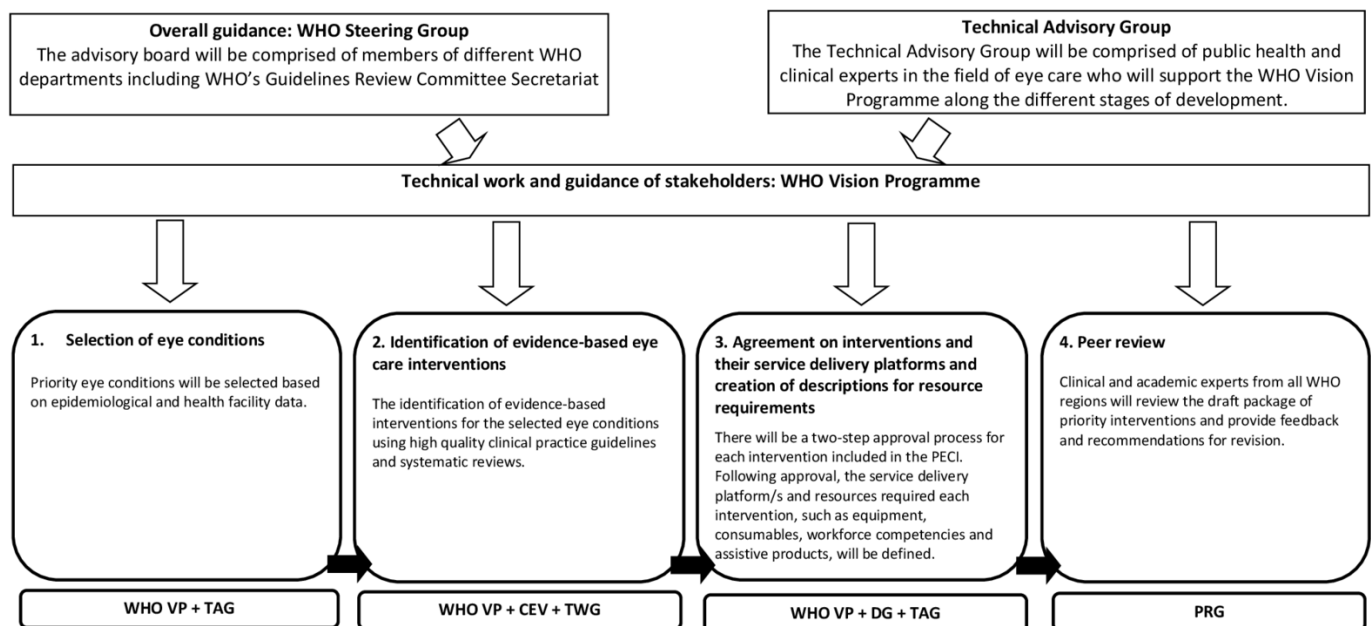 Overall guidance: WHO Steering Group
The advisory board will be comprised of members of different WHO
departments including WHO's Guidelines Review Committee Secretariat
Technical Advisory Group
The Technical Advisory Group will be comprised of public health and
clinical experts in the field of eye care who will support the WHO Vision
Programme along the different stages of development.
Technical work and guidance of stakeholders: WHO Vision Programme
1. Selection of eye conditions
Priority eye conditions will be selected based
on epidemiological and health facility data.
WHO VP + TAG
2. Identification of evidence-based eye
care interventions
The identification of evidence-based
interventions for the selected eye conditions
using high quality clinical practice guidelines
and systematic reviews.
WHO VP + CEV + TWG
3. Agreement on interventions and
their service delivery platforms and
creation of descriptions for resource
requirements
There will be a two-step approval process for
each intervention included in the PECI.
Following approval, the service delivery
platform/s and resources required each
intervention, such as equipment,
consumables, workforce competencies and
assistive products, will be defined.
WHO VP + DG + TAG
4. Peer review
Clinical and academic experts from all WHO
regions will review the draft package of
priority interventions and provide feedback
and recommendations for revision.
PRG